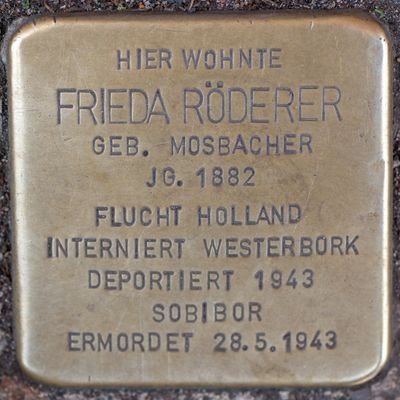 HIER WOHNTE
FRIEDA RÖDERER
GEB. MOSBACHER
JG. 1882
FLUCHT HOLLAND
INTERNIERT WESTERBORK
DEPORTIERT 1943
SOBIBOR
ERMORDET 28.5.1943